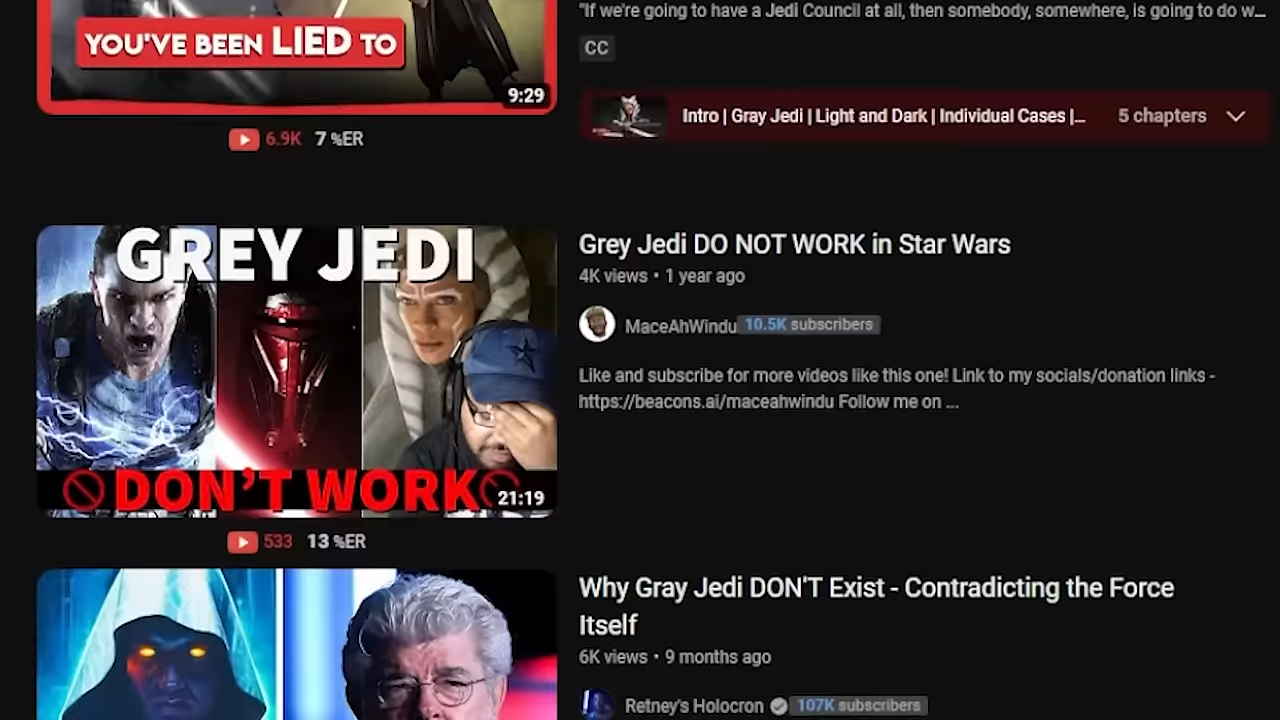 "If we're going to have a Jedi Council at all, then somebody, somewhere, is going to do w...
YOU'VE BEEN LIED TO
CC
9:29
Intro | Gray Jedi | Light and Dark | Individual Cases |... 5 chapters
6.9K 7 %ER
GREY JEDI
DON'T WORK
21:19
533 13 %ER
Grey Jedi DO NOT WORK in Star Wars
4K views • 1 year ago
MaceAhWindu 10.5K subscribers
Like and subscribe for more videos like this one! Link to my socials/donation links -
https://beacons.ai/maceahwindu Follow me on ...
Why Gray Jedi DON'T Exist - Contradicting the Force
Itself
6K views • 9 months ago
Retney's Holocron 107K subscribers